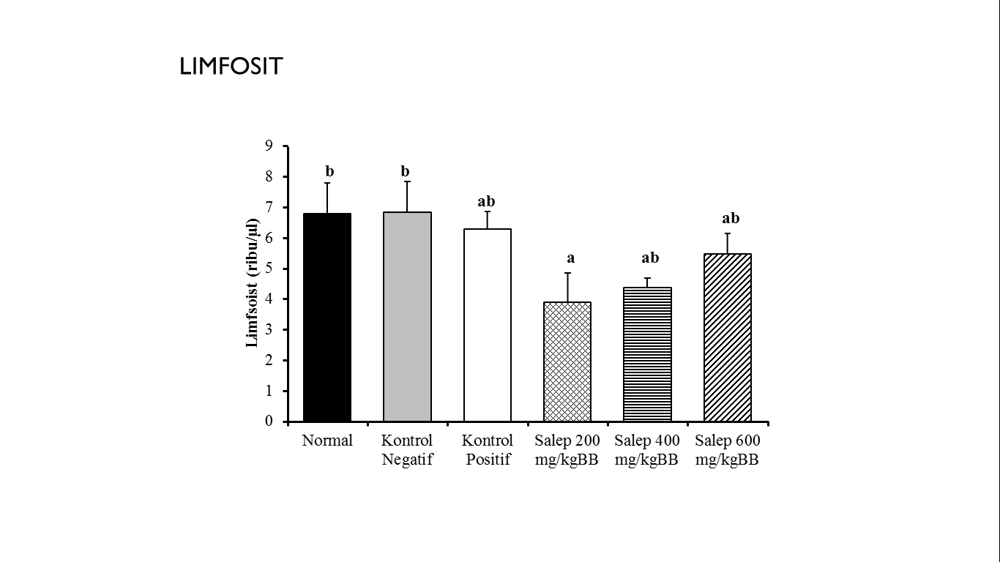 LIMFOSIT
9
8
7
6
5
4
3
2
1
0
Limfsoist (ribu/µl)
b
b
ab
a
ab
ab
Normal
Kontrol
Negatif
Kontrol
Positif
Salep 200
mg/kgBB
Salep 400
mg/kgBB
Salep 600
mg/kgBB